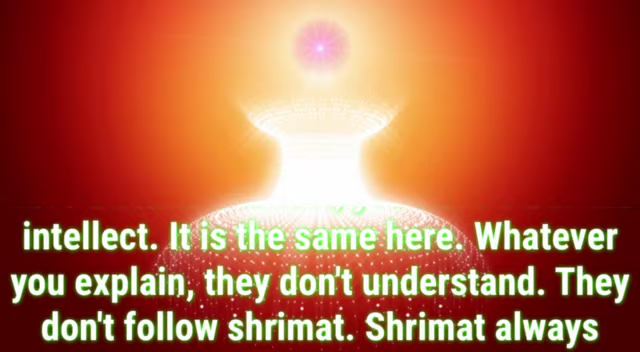 intellect. It is the same here. Whatever
you explain, they don't understand. They
don't follow shrimat. Shrimat always